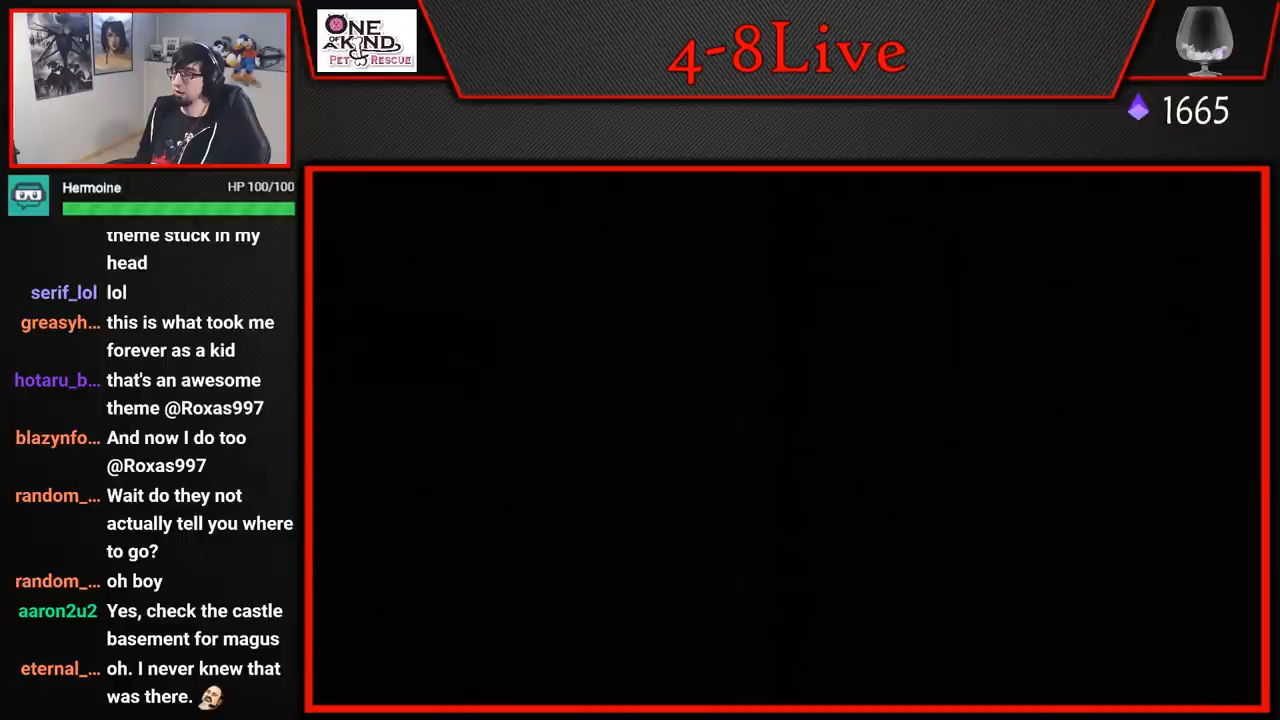 ONE
OF A KIND
PET RESCUE
4-8Live
1665
Hermoine
HP 100/100
theme stuck in my
head
serif_lol lol
greasyh... this is what took me
forever as a kid
hotaru_b... that's an awesome
theme @Roxas997
blazynfo... And now I do too
@Roxas997
random_... Wait do they not
actually tell you where
to go?
random_... oh boy
aaron2u2 Yes, check the castle
basement for magus
eternal_... oh. I never knew that
was there.